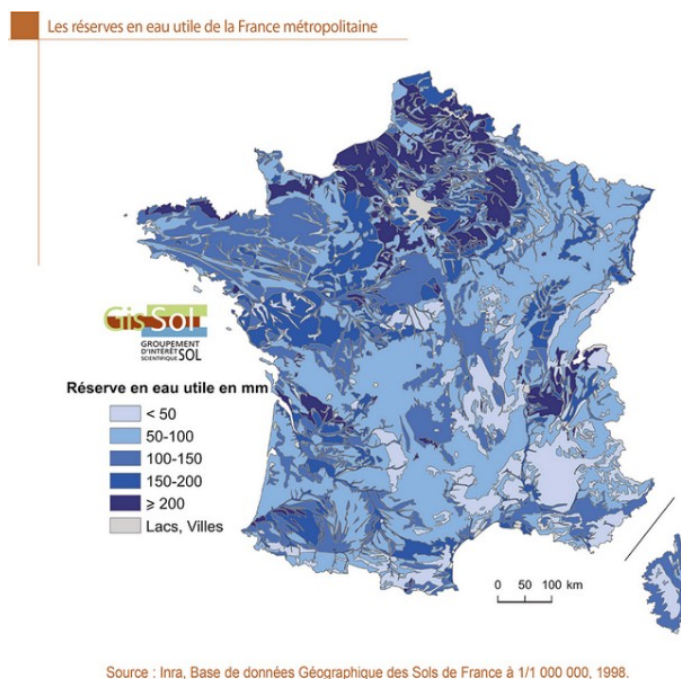 Les réserves en eau utile de la France métropolitaine
Gis Sol
GROUPEMENT
D'INTÉRÊT
SCIENTIFIQUE SOL
Réserve en eau utile en mm
< 50
50-100
100-150
150-200
⩾ 200
Lacs, Villes
0 50 100 km
Source : Inra, Base de données Géographique des Sols de France à 1/1 000 000, 1998.